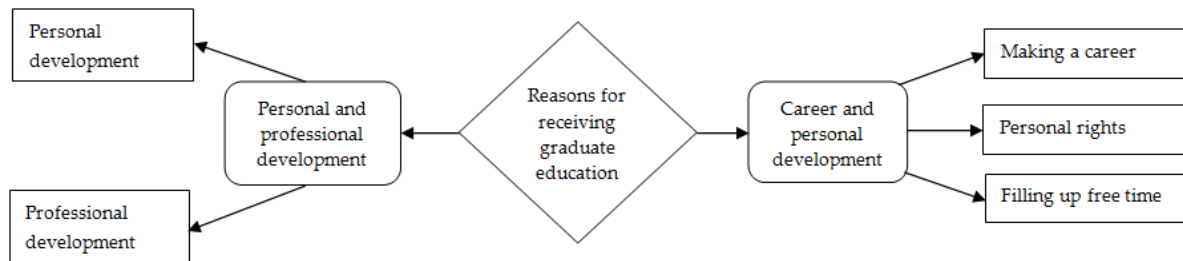 Personal
development
Personal and
professional
development
Professional
development
Reasons for
receiving
graduate
education
Career and
personal
development
Making a career
Personal rights
Filling up free time